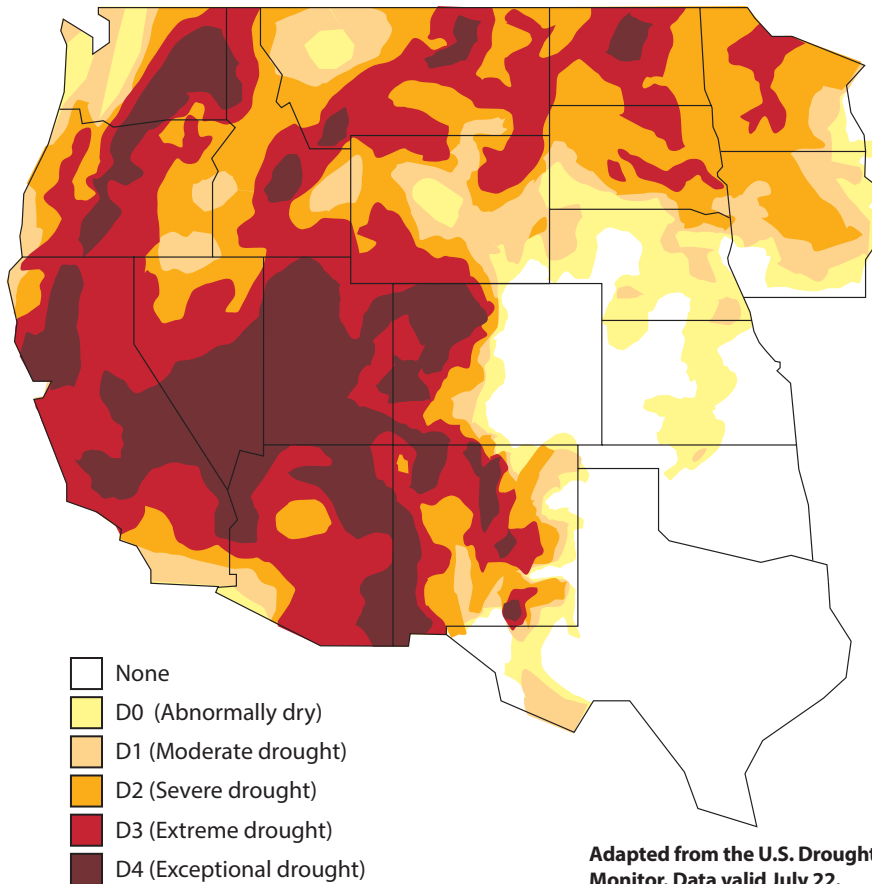 None
D0 (Abnormally dry)
D1 (Moderate drought)
D2 (Severe drought)
D3 (Extreme drought)
D4 (Exceptional drought)
Adapted from the U.S. Drought
Monitor. Data valid July 22,